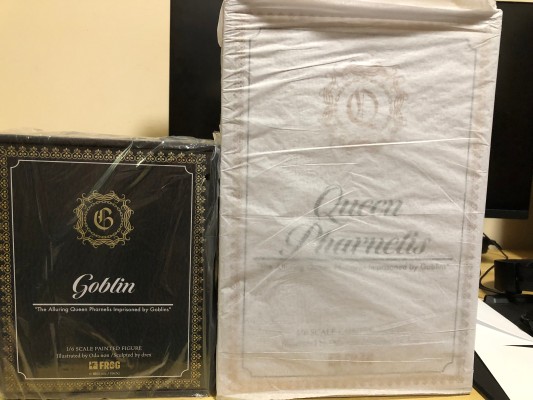 G
Goblin
"The Alluring Queen Pharnelis Imprisoned by Goblins"
1/6 SCALE PAINTED FIGURE
Illustrated by Oda non / Sculpted by dren
FROG
Queen
Pharnelis